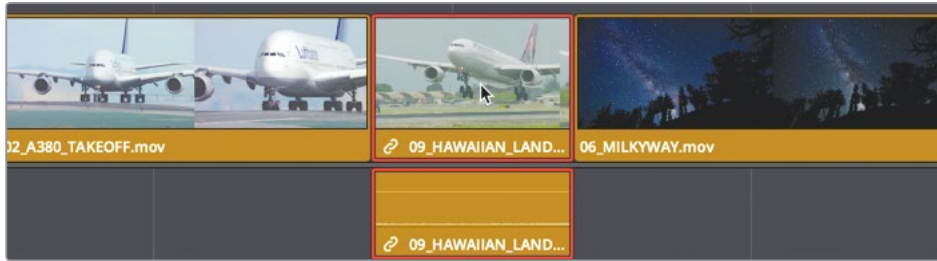 02_A380_TAKEOFF.mov
09_HAWAIIAN_LAND...
06_MILKYWAY.mov
09_HAWAIIAN_LAND...